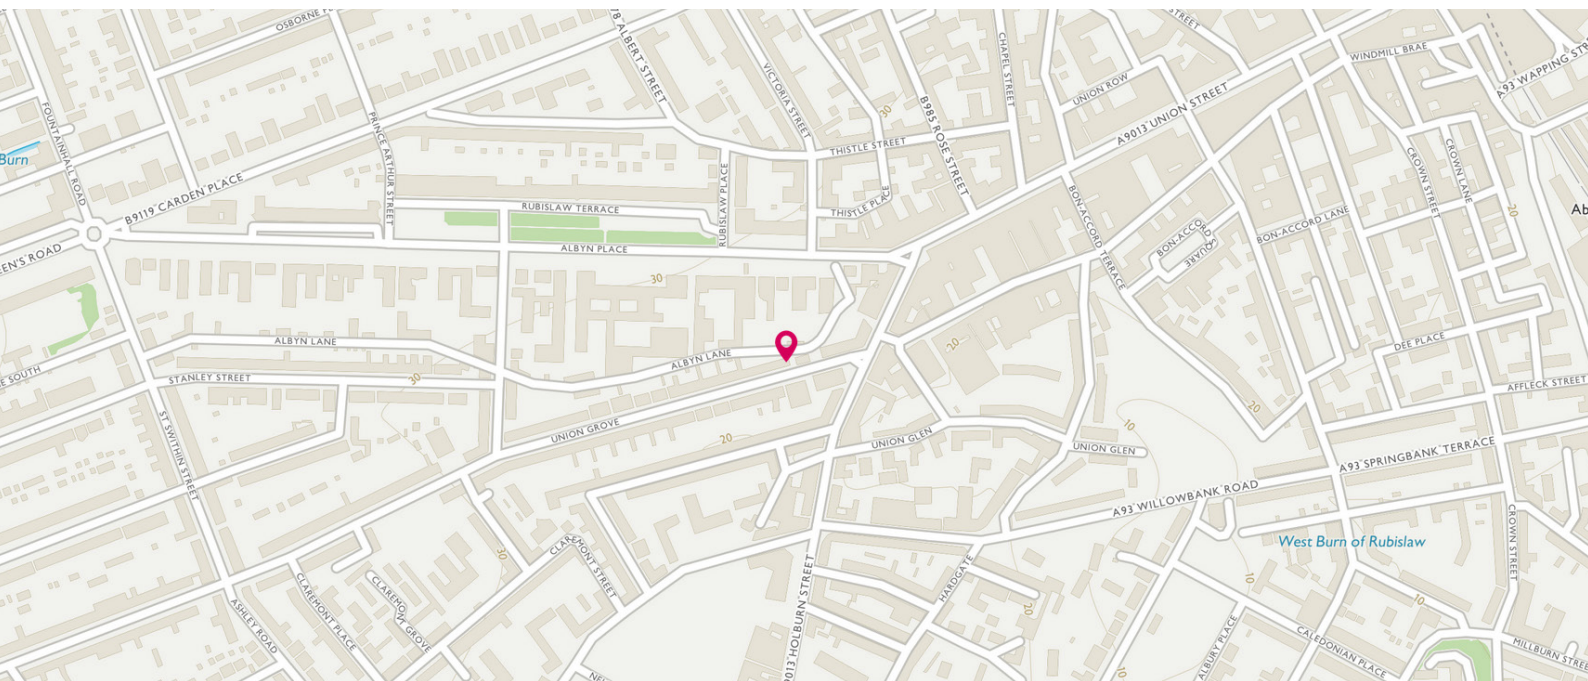 OSBORNE
78 ALBERT STREET
VICTORIA STREET
CHAPEL STREET
STREET
WINDMILL BRAE
A93 WAPPING STR
UNION ROW
A9013 UNION STREET
B985 ROSE STREET
30
FOUNTAINHALL ROAD
PRINCE ARTHUR STREET
THISTLE STREET
CROWN STREET
CROWN LANE
Burn
B9119 CARDEN PLACE
RUBISLAW TERRACE
RUBISLAW PLACE
THISTLE PLACE
BON-ACCORD TERRACE
BON-ACCORD SQUARE
BON-ACCORD LANE
20
Ab
EEN'S ROAD
ALBYN PLACE
30
ALBYN LANE
ALBYN LANE
20
DEE PLACE
E SOUTH
STANLEY STREET
30
AFFLECK STREET
20
10
ST SWITHIN STREET
UNION GROVE
20
UNION GLEN
UNION GLEN
A93 SPRINGBANK TERRACE
A93 WILLOWBANK ROAD
CROWN STREET
West Burn of Rubislaw
30
CLAREMONT STREET
HARDGATE
CLAREMONT PLACE
CLAREMONT GROVE
ASHLEY ROAD
9013 HOLBURN STREET
20
10
10
LBURY PLACE
CALEDONIAN PLACE
MILLBURN STREE
10